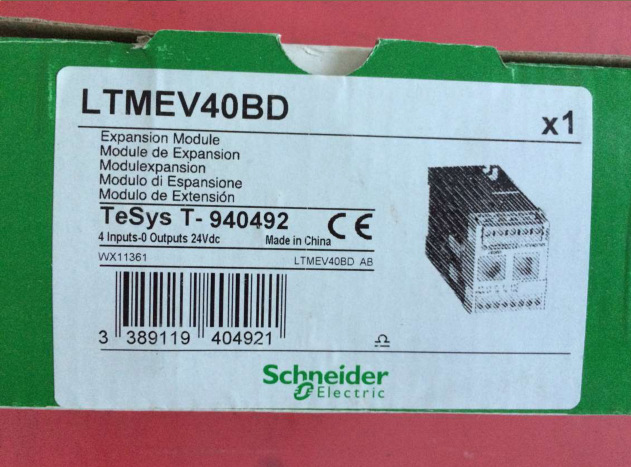 LTMEV40BD
x1
Expansion Module
Module de Expansion
Modulexpansion
Modulo di Espansione
Modulo de Extensión
TeSys T- 940492 CE
4 Inputs-0 Outputs 24Vdc Made in China
WX11361 LTMEV40BD AB
3 389119 404921
Schneider
Electric